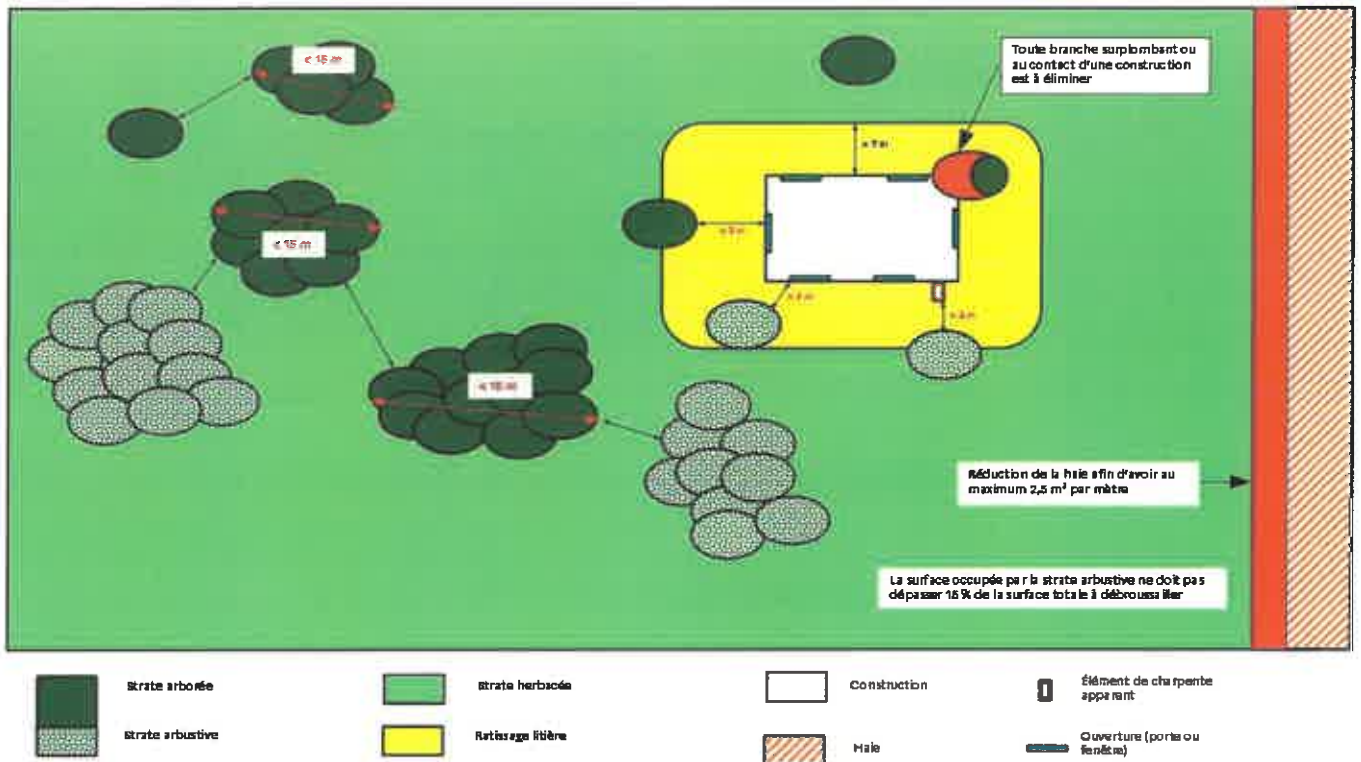 < 15 m
Toute branche surplombant ou
au contact d'une construction
est à éliminer
< 15 m
< 15 m
Réduction de la haie afin d'avoir au
maximum 2,5 m² par mètre
La surface occupée par la strate arbustive ne doit pas
dépasser 15% de la surface totale à débroussailler
Strate arborée
Strate herbacée
Construction
Élément de charpente
apparent
Strate arbustive
Ratissage litière
Haie
Ouverture (porte ou
fenêtre)